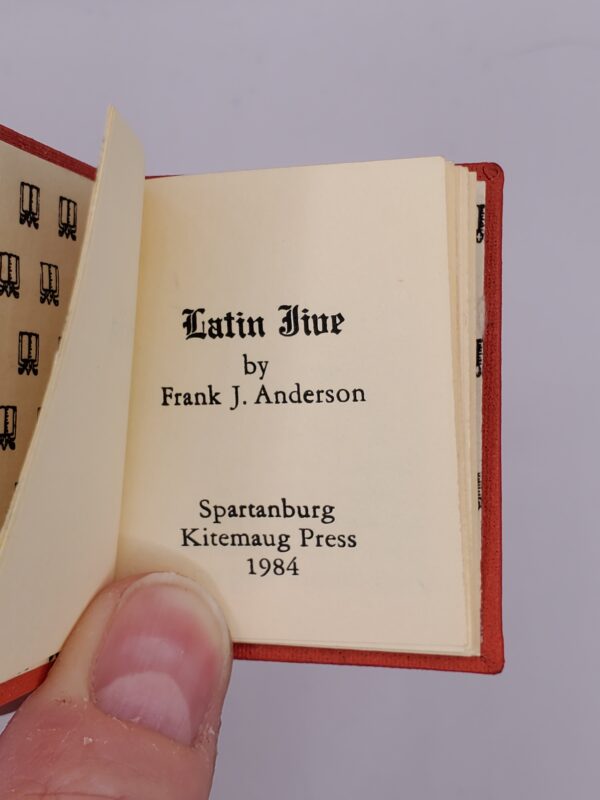 Latin Jive
by
Frank J. Anderson
Spartanburg
Kitemaug Press
1984